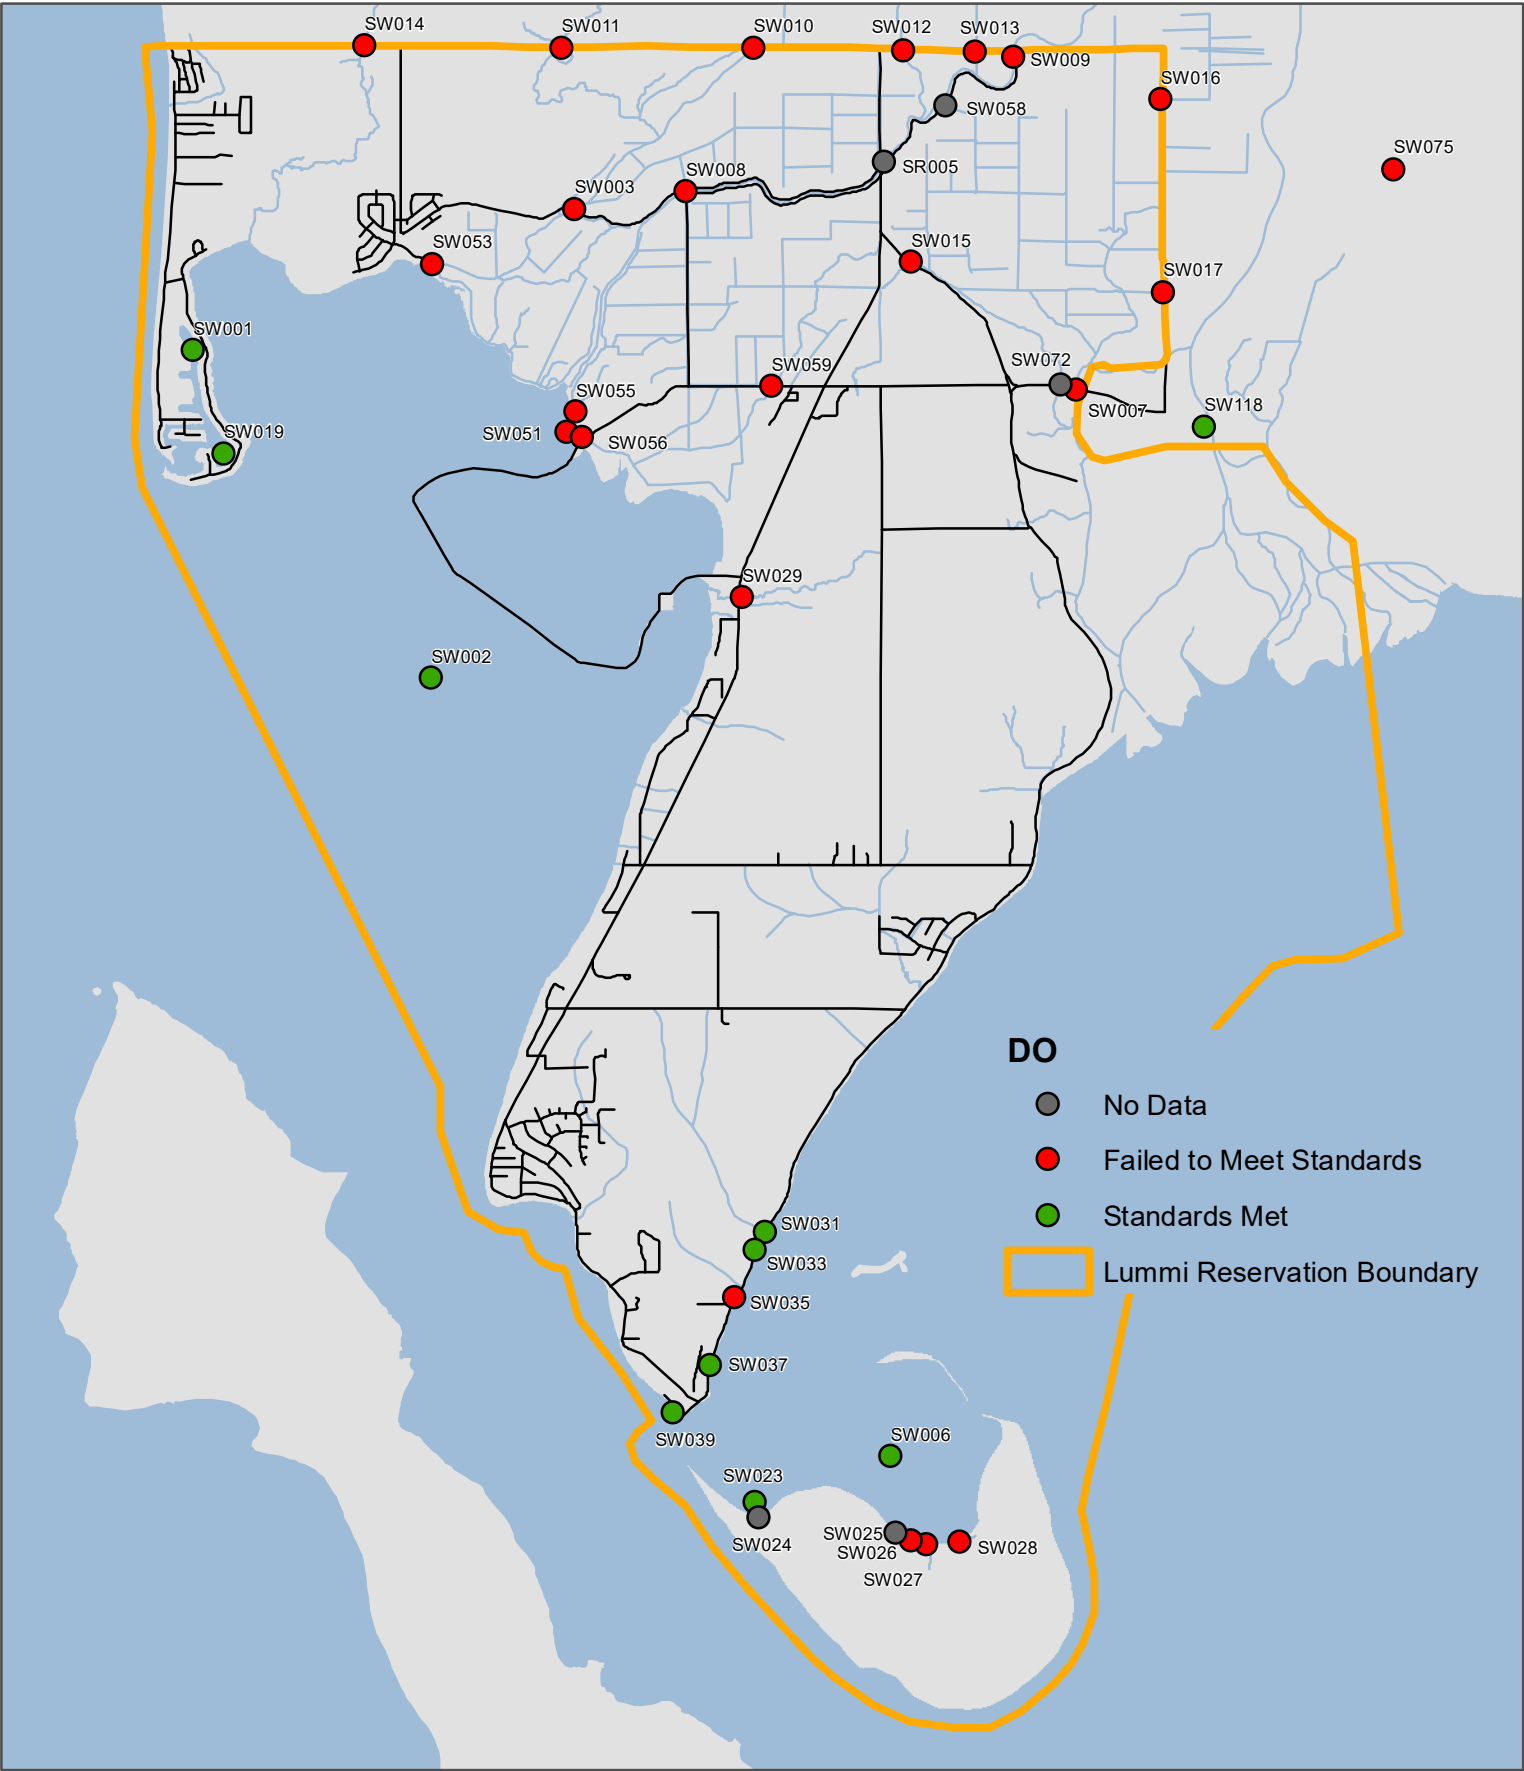 SW014
SW011
SW010
SW012
SW013
SW009
SW016
SW058
SW075
SR005
SW008
SW003
SW053
SW015
SW017
SW001
SW072
SW059
SW007
SW118
SW055
SW051
SW056
SW019
SW029
SW002
DO
No Data
Failed to Meet Standards
Standards Met
Lummi Reservation Boundary
SW031
SW033
SW035
SW037
SW039
SW006
SW023
SW024
SW025
SW026
SW027
SW028